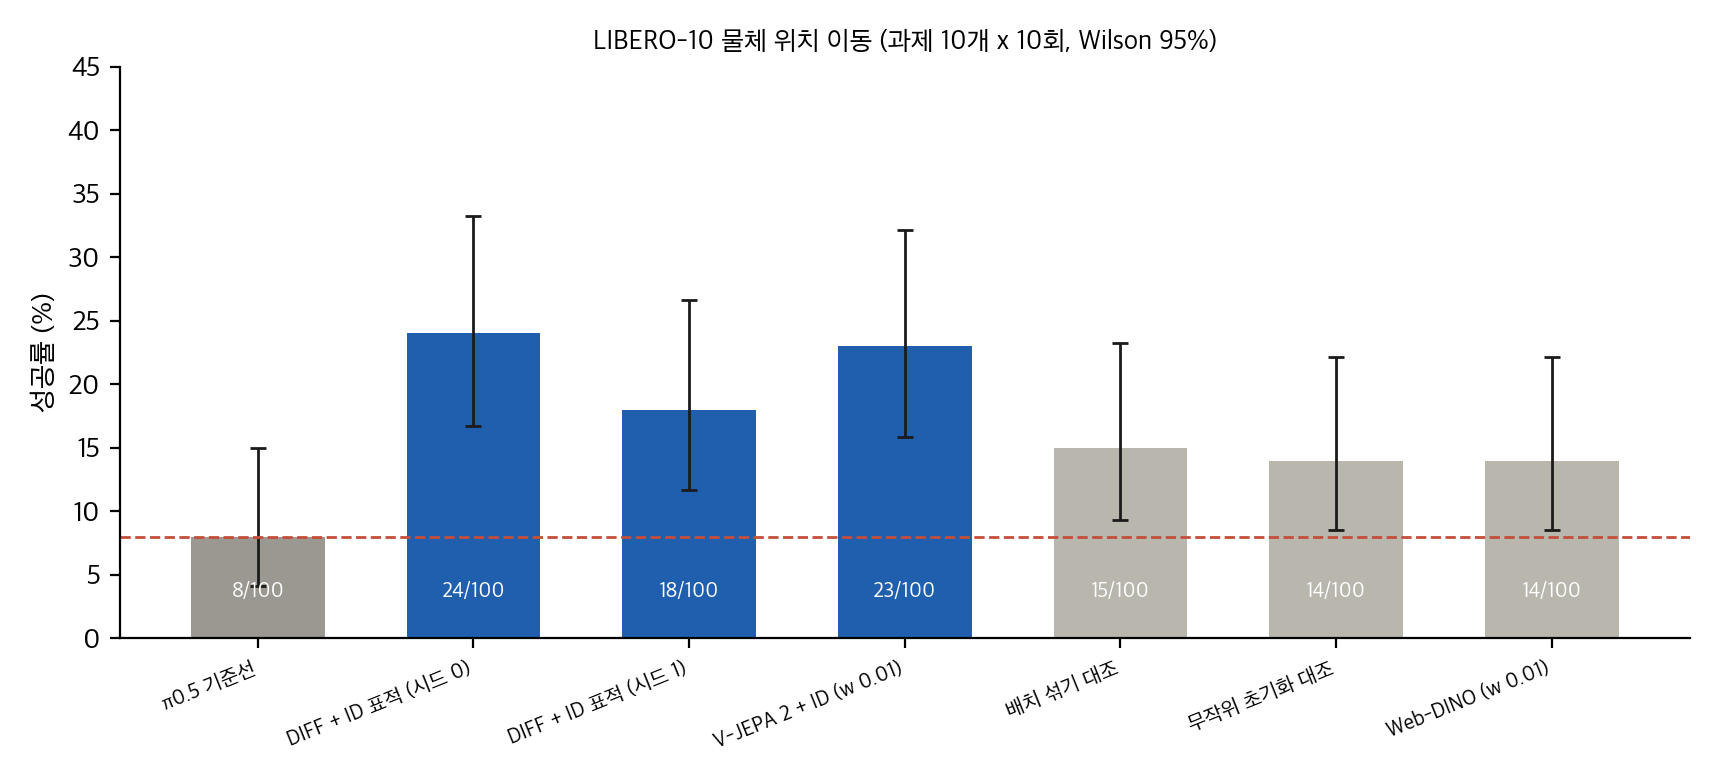 LIBERO-10 물체 위치 이동 (과제 10개 x 10회, Wilson 95%)
성공률 (%)
45
40
35
30
25
20
15
10
5
0
8/100
24/100
18/100
23/100
15/100
14/100
14/100
π0.5 기준선
DIFF + ID 표적 (시드 0)
DIFF + ID 표적 (시드 1)
V-JEPA 2 + ID (w 0.01)
배치 섞기 대조
무작위 초기화 대조
Web-DINO (w 0.01)